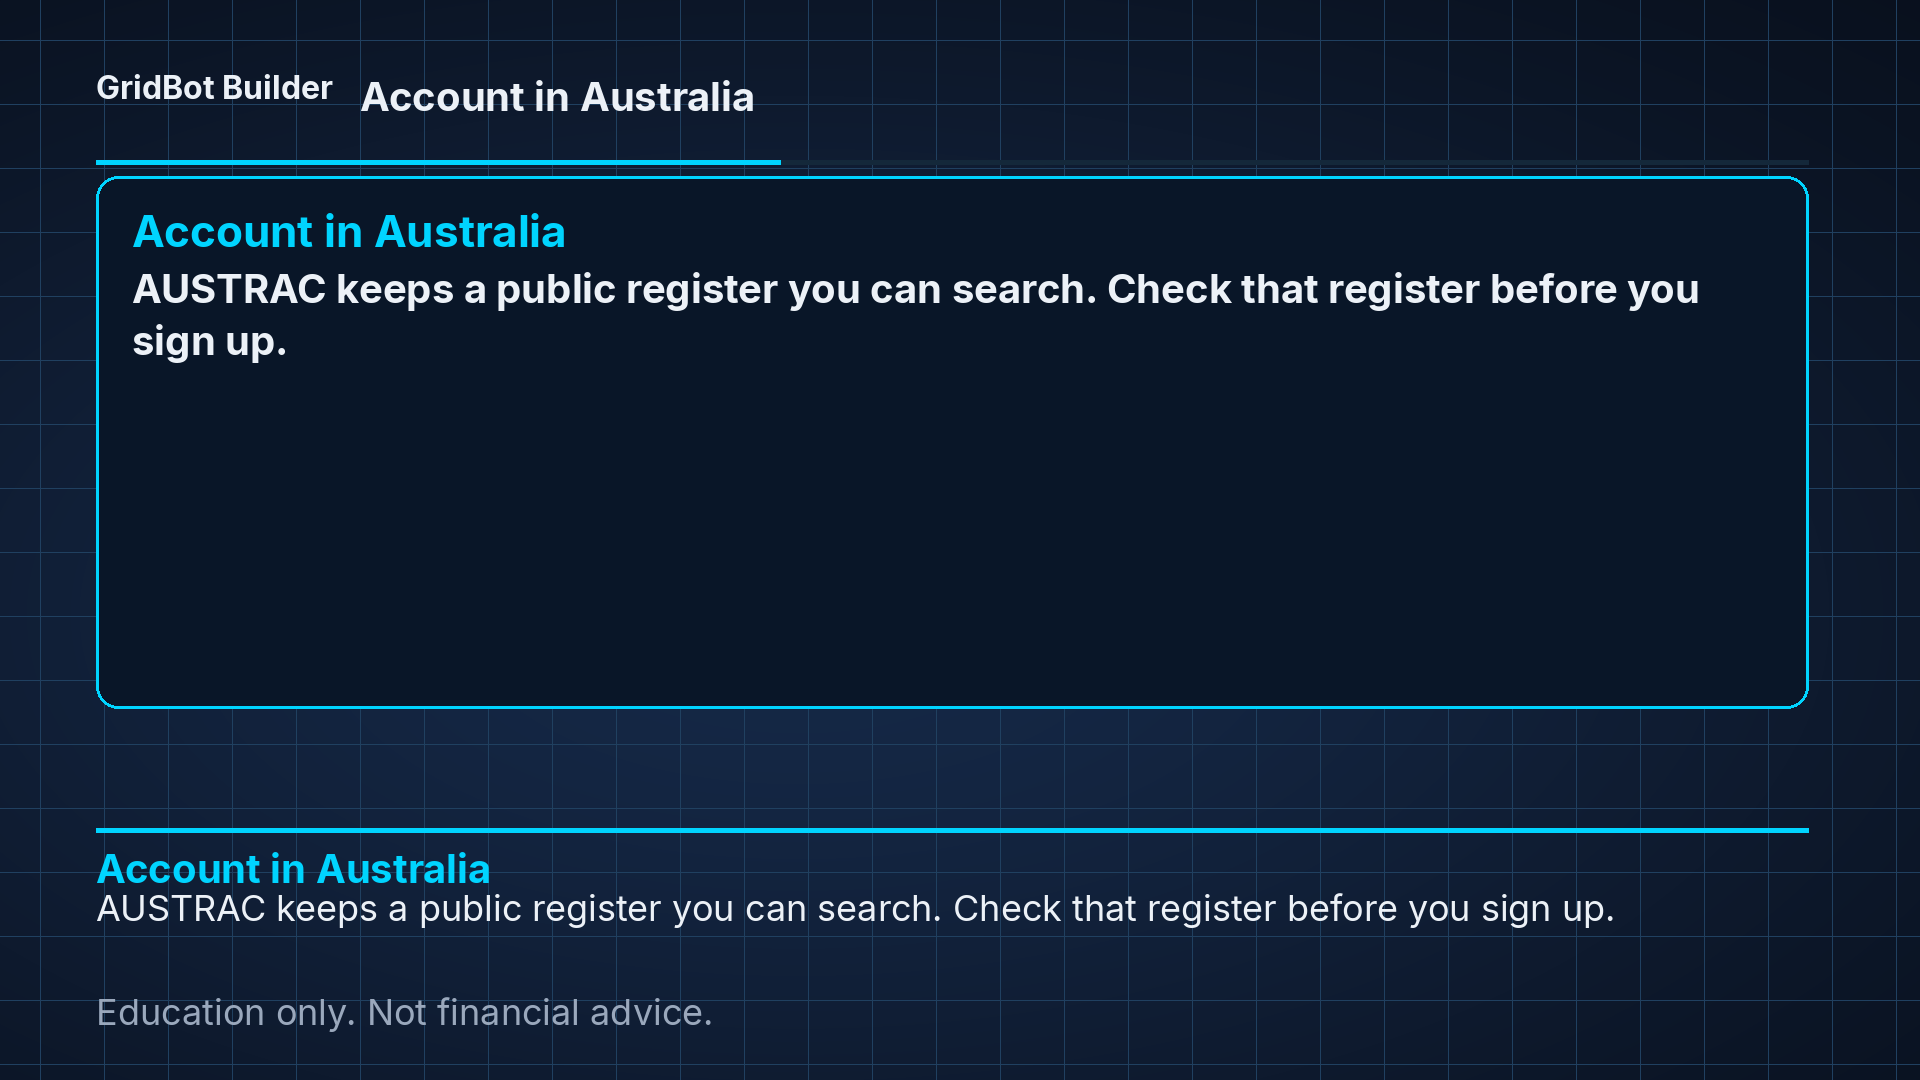 GridBot Builder
Account in Australia
Account in Australia
AUSTRAC keeps a public register you can search. Check that register before you
sign up.
Account in Australia
AUSTRAC keeps a public register you can search. Check that register before you sign up.
Education only. Not financial advice.